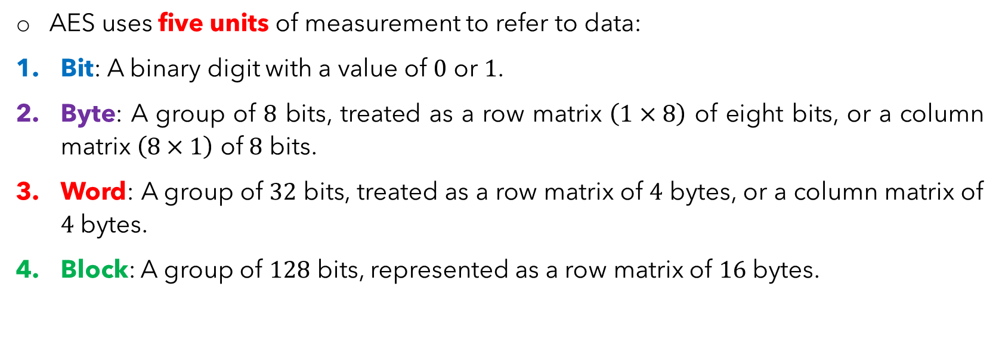 o AES uses five units of measurement to refer to data:
1. Bit: A binary digit with a value of 0 or 1.
2. Byte: A group of 8 bits, treated as a row matrix (1 × 8) of eight bits, or a column
matrix (8 × 1) of 8 bits.
3. Word: A group of 32 bits, treated as a row matrix of 4 bytes, or a column matrix of
4 bytes.
4. Block: A group of 128 bits, represented as a row matrix of 16 bytes.